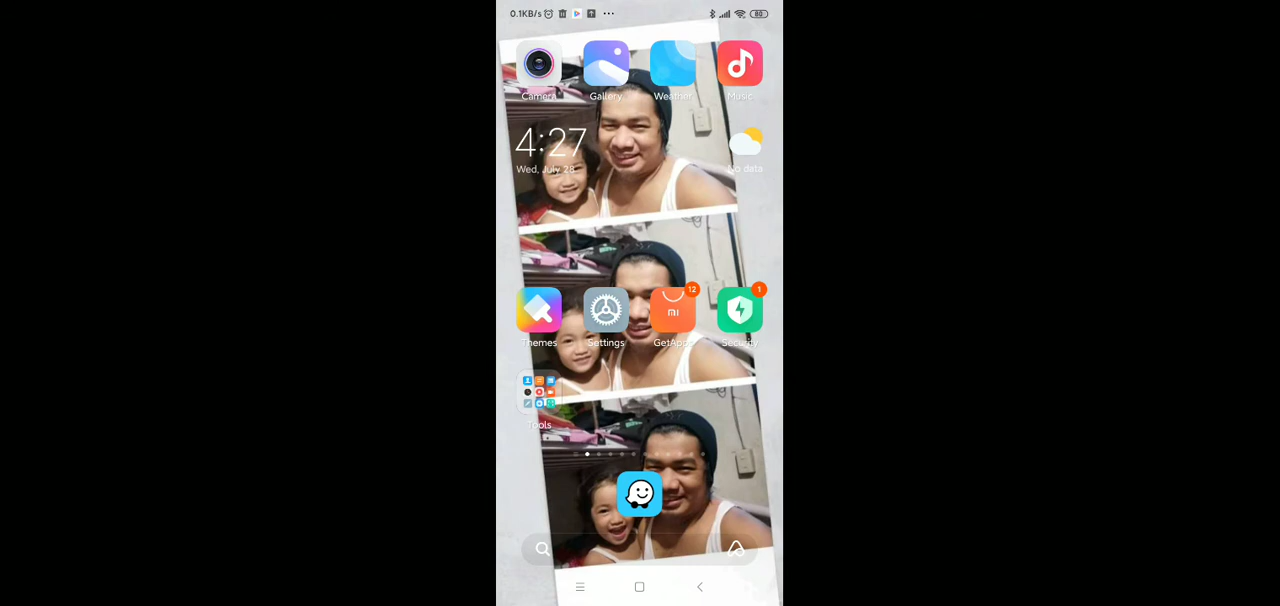 0.1KB/s 80
Camera Gallery Weather Music
4:27
Wed, July 28
No data
12 1
mi
Themes Settings GetApps Security
Tools